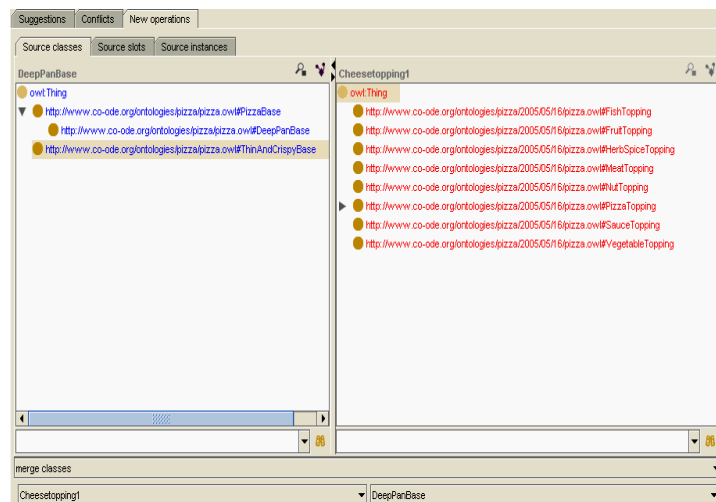 Suggestions Conflicts New operations
Source classes Source slots Source instances
DeepPanBase
owl:Thing
http://www.co-ode.org/ontologies/pizza/pizza.owl#PizzaBase
http://www.co-ode.org/ontologies/pizza/pizza.owl#DeepPanBase
http://www.co-ode.org/ontologies/pizza/pizza.owl#ThinAndCrispyBase
Cheesetopping1
owl:Thing
http://www.co-ode.org/ontologies/pizza/2005/05/16/pizza.owl#FishTopping
http://www.co-ode.org/ontologies/pizza/2005/05/16/pizza.owl#FruitTopping
http://www.co-ode.org/ontologies/pizza/2005/05/16/pizza.owl#HerbSpiceTopping
http://www.co-ode.org/ontologies/pizza/2005/05/16/pizza.owl#MeatTopping
http://www.co-ode.org/ontologies/pizza/2005/05/16/pizza.owl#NutTopping
http://www.co-ode.org/ontologies/pizza/2005/05/16/pizza.owl#PizzaTopping
http://www.co-ode.org/ontologies/pizza/2005/05/16/pizza.owl#SauceTopping
http://www.co-ode.org/ontologies/pizza/2005/05/16/pizza.owl#VegetableTopping
merge classes
Cheesetopping1 DeepPanBase